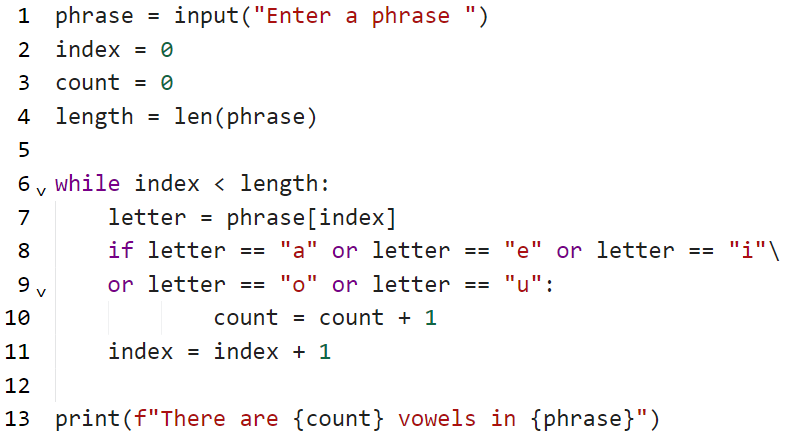 1 phrase = input("Enter a phrase ")
2 index = 0
3 count = 0
4 length = len(phrase)
5
6 while index < length:
7     letter = phrase[index]
8     if letter == "a" or letter == "e" or letter == "i"\
9     or letter == "o" or letter == "u":
10             count = count + 1
11     index = index + 1
12
13 print(f"There are {count} vowels in {phrase}")